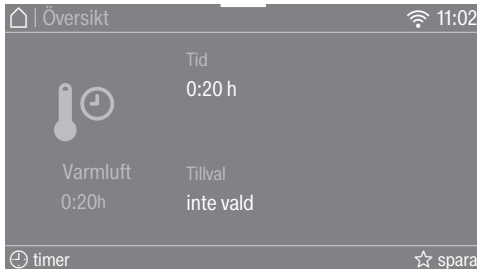 Översikt 11:02
Tid
0:20 h
Varmluft
0:20h
Tillval
inte vald
timer spara